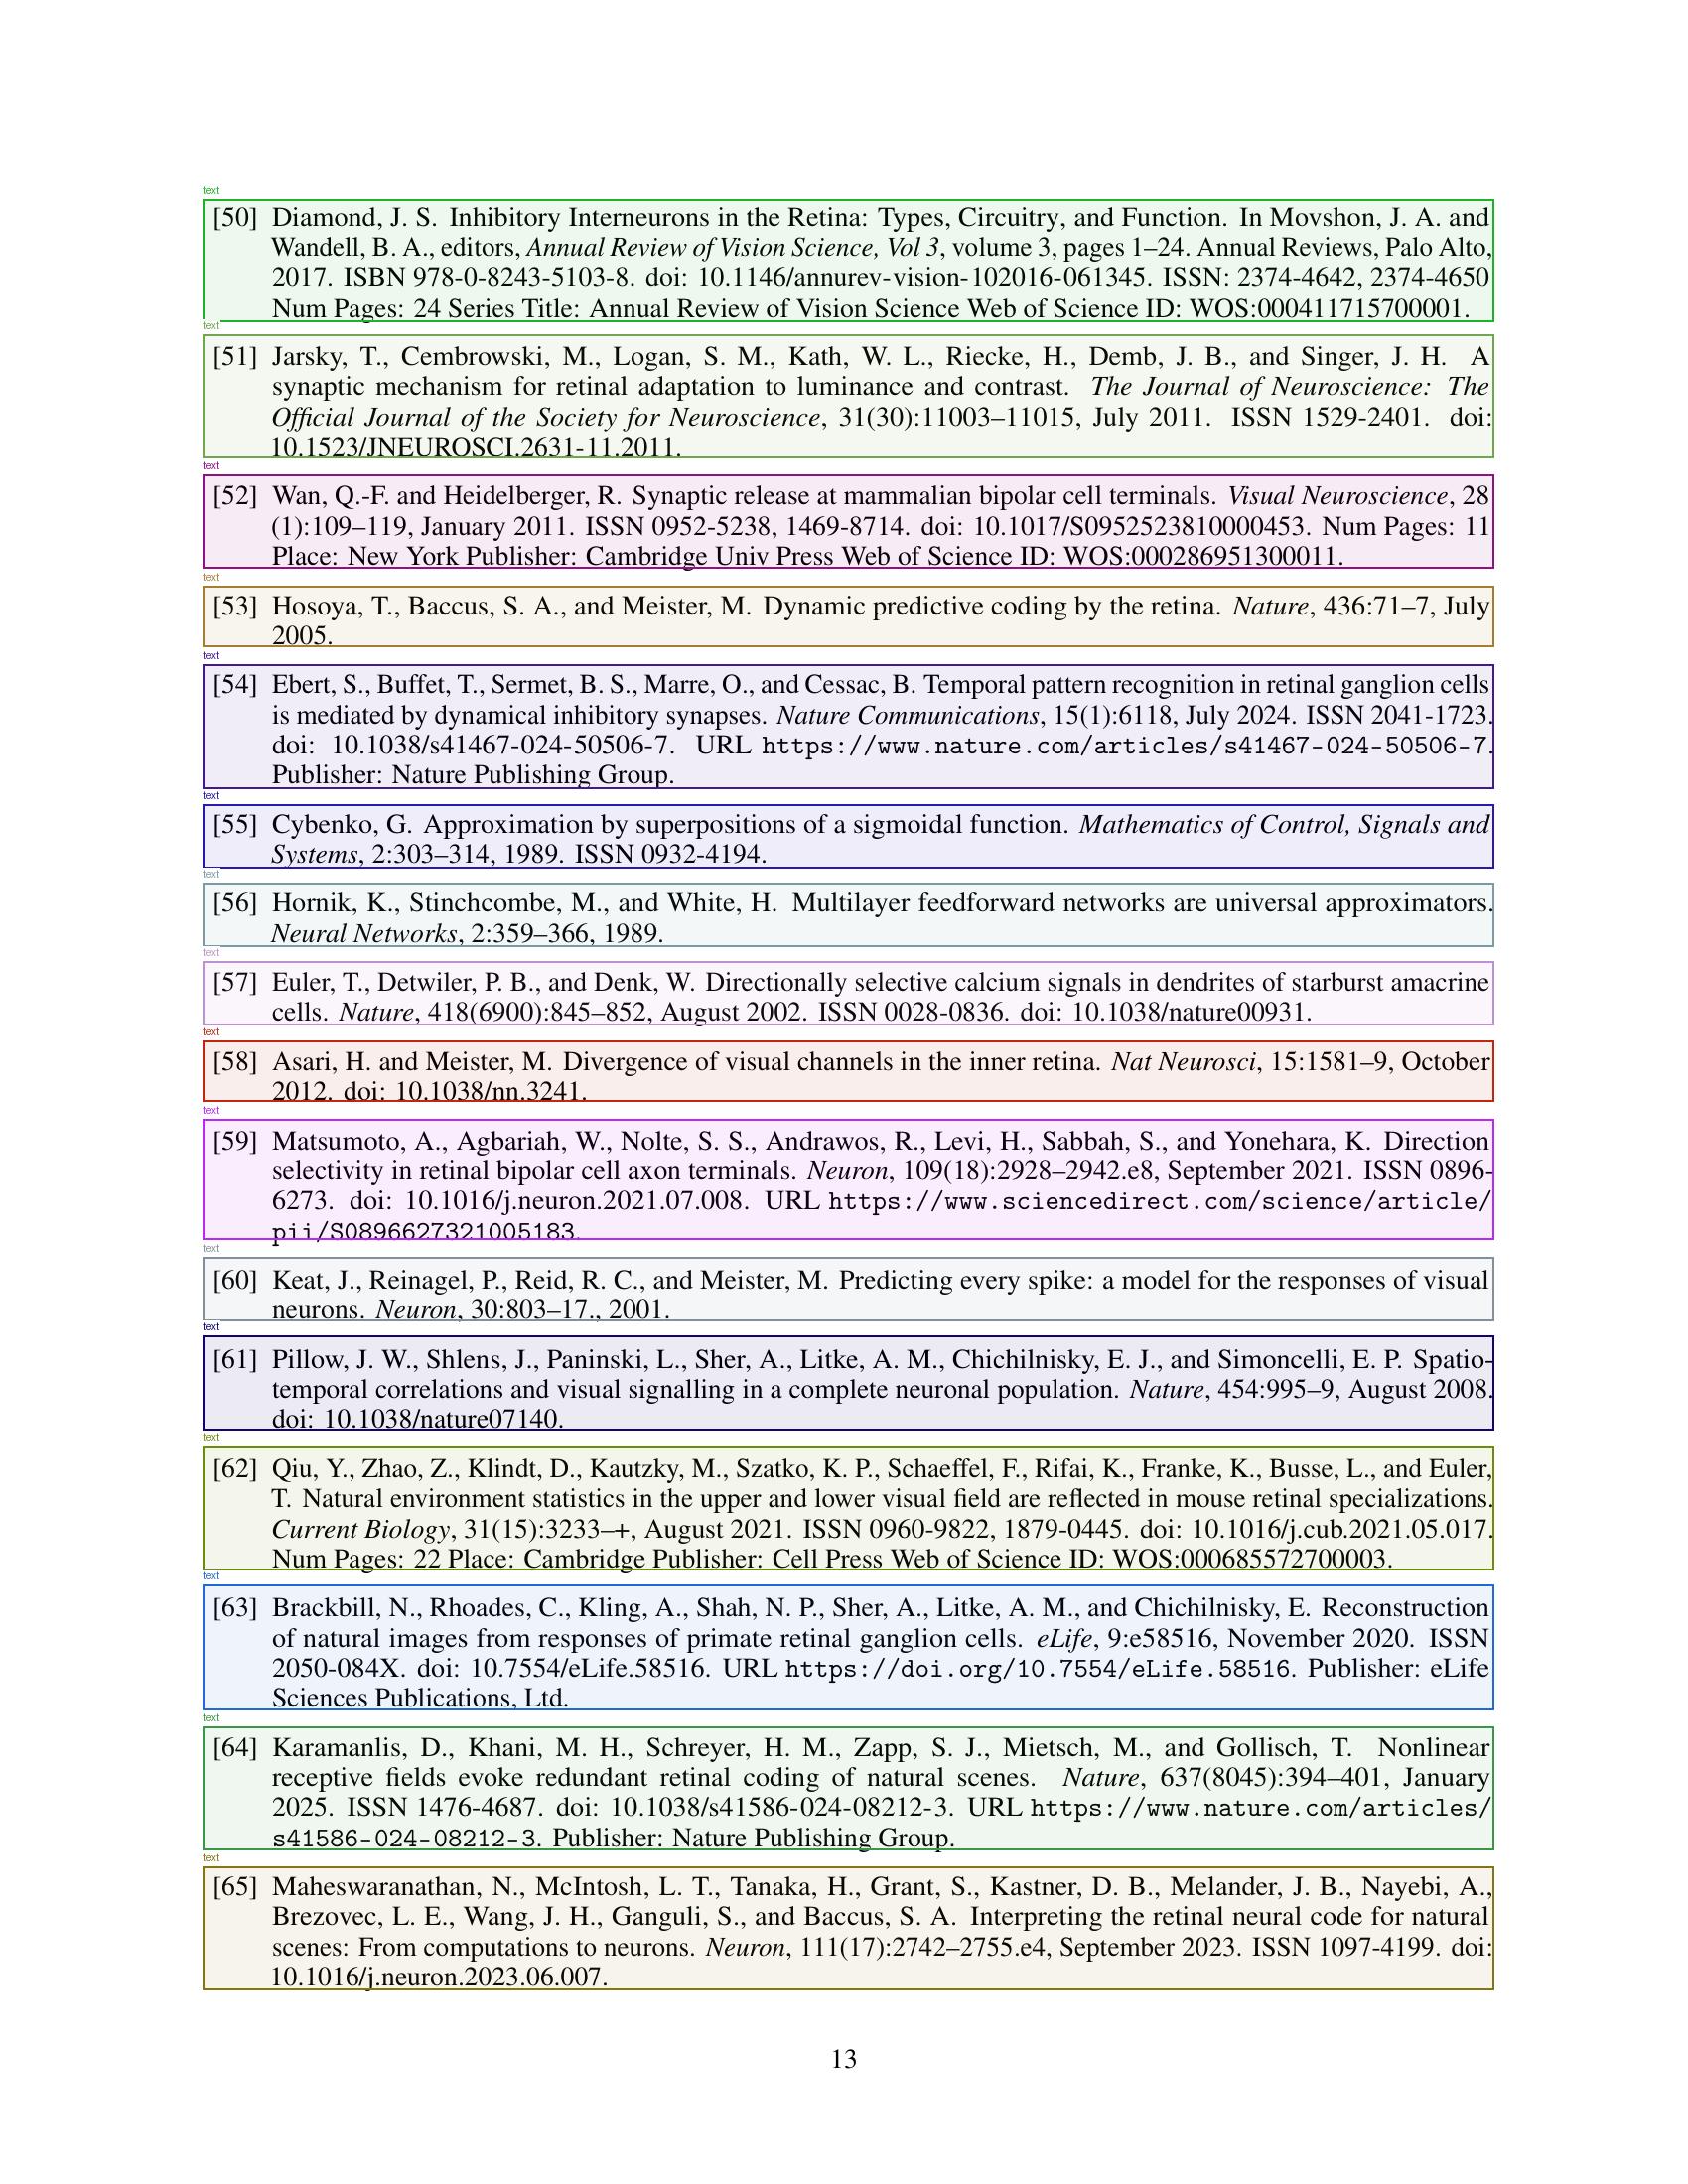 text
[50] Diamond, J. S. Inhibitory Interneurons in the Retina: Types, Circuitry, and Function. In Movshon, J. A. and
Wandell, B. A., editors, Annual Review of Vision Science, Vol 3, volume 3, pages 1–24. Annual Reviews, Palo Alto,
2017. ISBN 978-0-8243-5103-8. doi: 10.1146/annurev-vision-102016-061345. ISSN: 2374-4642, 2374-4650
Num Pages: 24 Series Title: Annual Review of Vision Science Web of Science ID: WOS:000411715700001.
text
[51] Jarsky, T., Cembrowski, M., Logan, S. M., Kath, W. L., Riecke, H., Demb, J. B., and Singer, J. H. A
synaptic mechanism for retinal adaptation to luminance and contrast. The Journal of Neuroscience: The
Official Journal of the Society for Neuroscience, 31(30):11003–11015, July 2011. ISSN 1529-2401. doi:
10.1523/JNEUROSCI.2631-11.2011.
text
[52] Wan, Q.-F. and Heidelberger, R. Synaptic release at mammalian bipolar cell terminals. Visual Neuroscience, 28
(1):109–119, January 2011. ISSN 0952-5238, 1469-8714. doi: 10.1017/S0952523810000453. Num Pages: 11
Place: New York Publisher: Cambridge Univ Press Web of Science ID: WOS:000286951300011.
text
[53] Hosoya, T., Baccus, S. A., and Meister, M. Dynamic predictive coding by the retina. Nature, 436:71–7, July
2005.
text
[54] Ebert, S., Buffet, T., Sermet, B. S., Marre, O., and Cessac, B. Temporal pattern recognition in retinal ganglion cells
is mediated by dynamical inhibitory synapses. Nature Communications, 15(1):6118, July 2024. ISSN 2041-1723.
doi: 10.1038/s41467-024-50506-7. URL https://www.nature.com/articles/s41467-024-50506-7.
Publisher: Nature Publishing Group.
text
[55] Cybenko, G. Approximation by superpositions of a sigmoidal function. Mathematics of Control, Signals and
Systems, 2:303–314, 1989. ISSN 0932-4194.
text
[56] Hornik, K., Stinchcombe, M., and White, H. Multilayer feedforward networks are universal approximators.
Neural Networks, 2:359–366, 1989.
text
[57] Euler, T., Detwiler, P. B., and Denk, W. Directionally selective calcium signals in dendrites of starburst amacrine
cells. Nature, 418(6900):845–852, August 2002. ISSN 0028-0836. doi: 10.1038/nature00931.
text
[58] Asari, H. and Meister, M. Divergence of visual channels in the inner retina. Nat Neurosci, 15:1581–9, October
2012. doi: 10.1038/nn.3241.
text
[59] Matsumoto, A., Agbariah, W., Nolte, S. S., Andrawos, R., Levi, H., Sabbah, S., and Yonehara, K. Direction
selectivity in retinal bipolar cell axon terminals. Neuron, 109(18):2928–2942.e8, September 2021. ISSN 0896-
6273. doi: 10.1016/j.neuron.2021.07.008. URL https://www.sciencedirect.com/science/article/
pii/S0896627321005183.
text
[60] Keat, J., Reinagel, P., Reid, R. C., and Meister, M. Predicting every spike: a model for the responses of visual
neurons. Neuron, 30:803–17., 2001.
text
[61] Pillow, J. W., Shlens, J., Paninski, L., Sher, A., Litke, A. M., Chichilnisky, E. J., and Simoncelli, E. P. Spatio-
temporal correlations and visual signalling in a complete neuronal population. Nature, 454:995–9, August 2008.
doi: 10.1038/nature07140.
text
[62] Qiu, Y., Zhao, Z., Klindt, D., Kautzky, M., Szatko, K. P., Schaeffel, F., Rifai, K., Franke, K., Busse, L., and Euler,
T. Natural environment statistics in the upper and lower visual field are reflected in mouse retinal specializations.
Current Biology, 31(15):3233–+, August 2021. ISSN 0960-9822, 1879-0445. doi: 10.1016/j.cub.2021.05.017.
Num Pages: 22 Place: Cambridge Publisher: Cell Press Web of Science ID: WOS:000685572700003.
text
[63] Brackbill, N., Rhoades, C., Kling, A., Shah, N. P., Sher, A., Litke, A. M., and Chichilnisky, E. Reconstruction
of natural images from responses of primate retinal ganglion cells. eLife, 9:e58516, November 2020. ISSN
2050-084X. doi: 10.7554/eLife.58516. URL https://doi.org/10.7554/eLife.58516. Publisher: eLife
Sciences Publications, Ltd.
text
[64] Karamanlis, D., Khani, M. H., Schreyer, H. M., Zapp, S. J., Mietsch, M., and Gollisch, T. Nonlinear
receptive fields evoke redundant retinal coding of natural scenes. Nature, 637(8045):394–401, January
2025. ISSN 1476-4687. doi: 10.1038/s41586-024-08212-3. URL https://www.nature.com/articles/
s41586-024-08212-3. Publisher: Nature Publishing Group.
text
[65] Maheswaranathan, N., McIntosh, L. T., Tanaka, H., Grant, S., Kastner, D. B., Melander, J. B., Nayebi, A.,
Brezovec, L. E., Wang, J. H., Ganguli, S., and Baccus, S. A. Interpreting the retinal neural code for natural
scenes: From computations to neurons. Neuron, 111(17):2742–2755.e4, September 2023. ISSN 1097-4199. doi:
10.1016/j.neuron.2023.06.007.
13